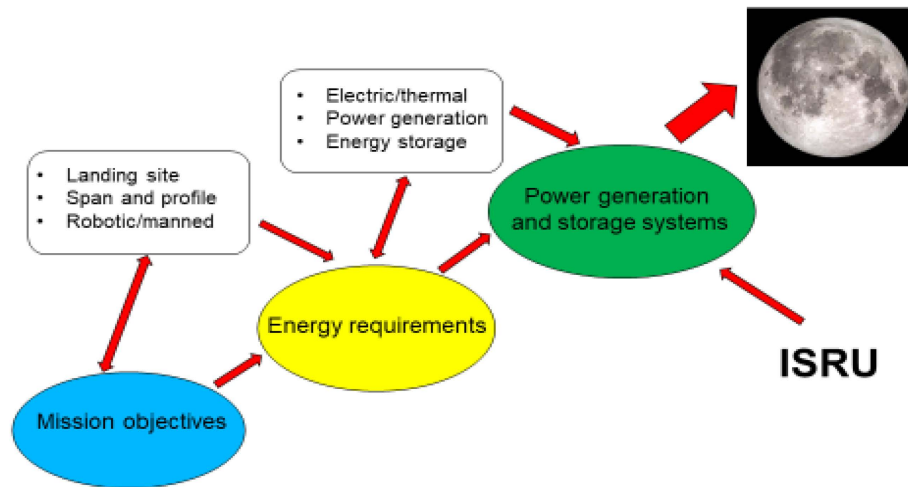 • Electric/thermal
• Power generation
• Energy storage
• Landing site
• Span and profile
• Robotic/manned
Power generation
and storage systems
Energy requirements
ISRU
Mission objectives